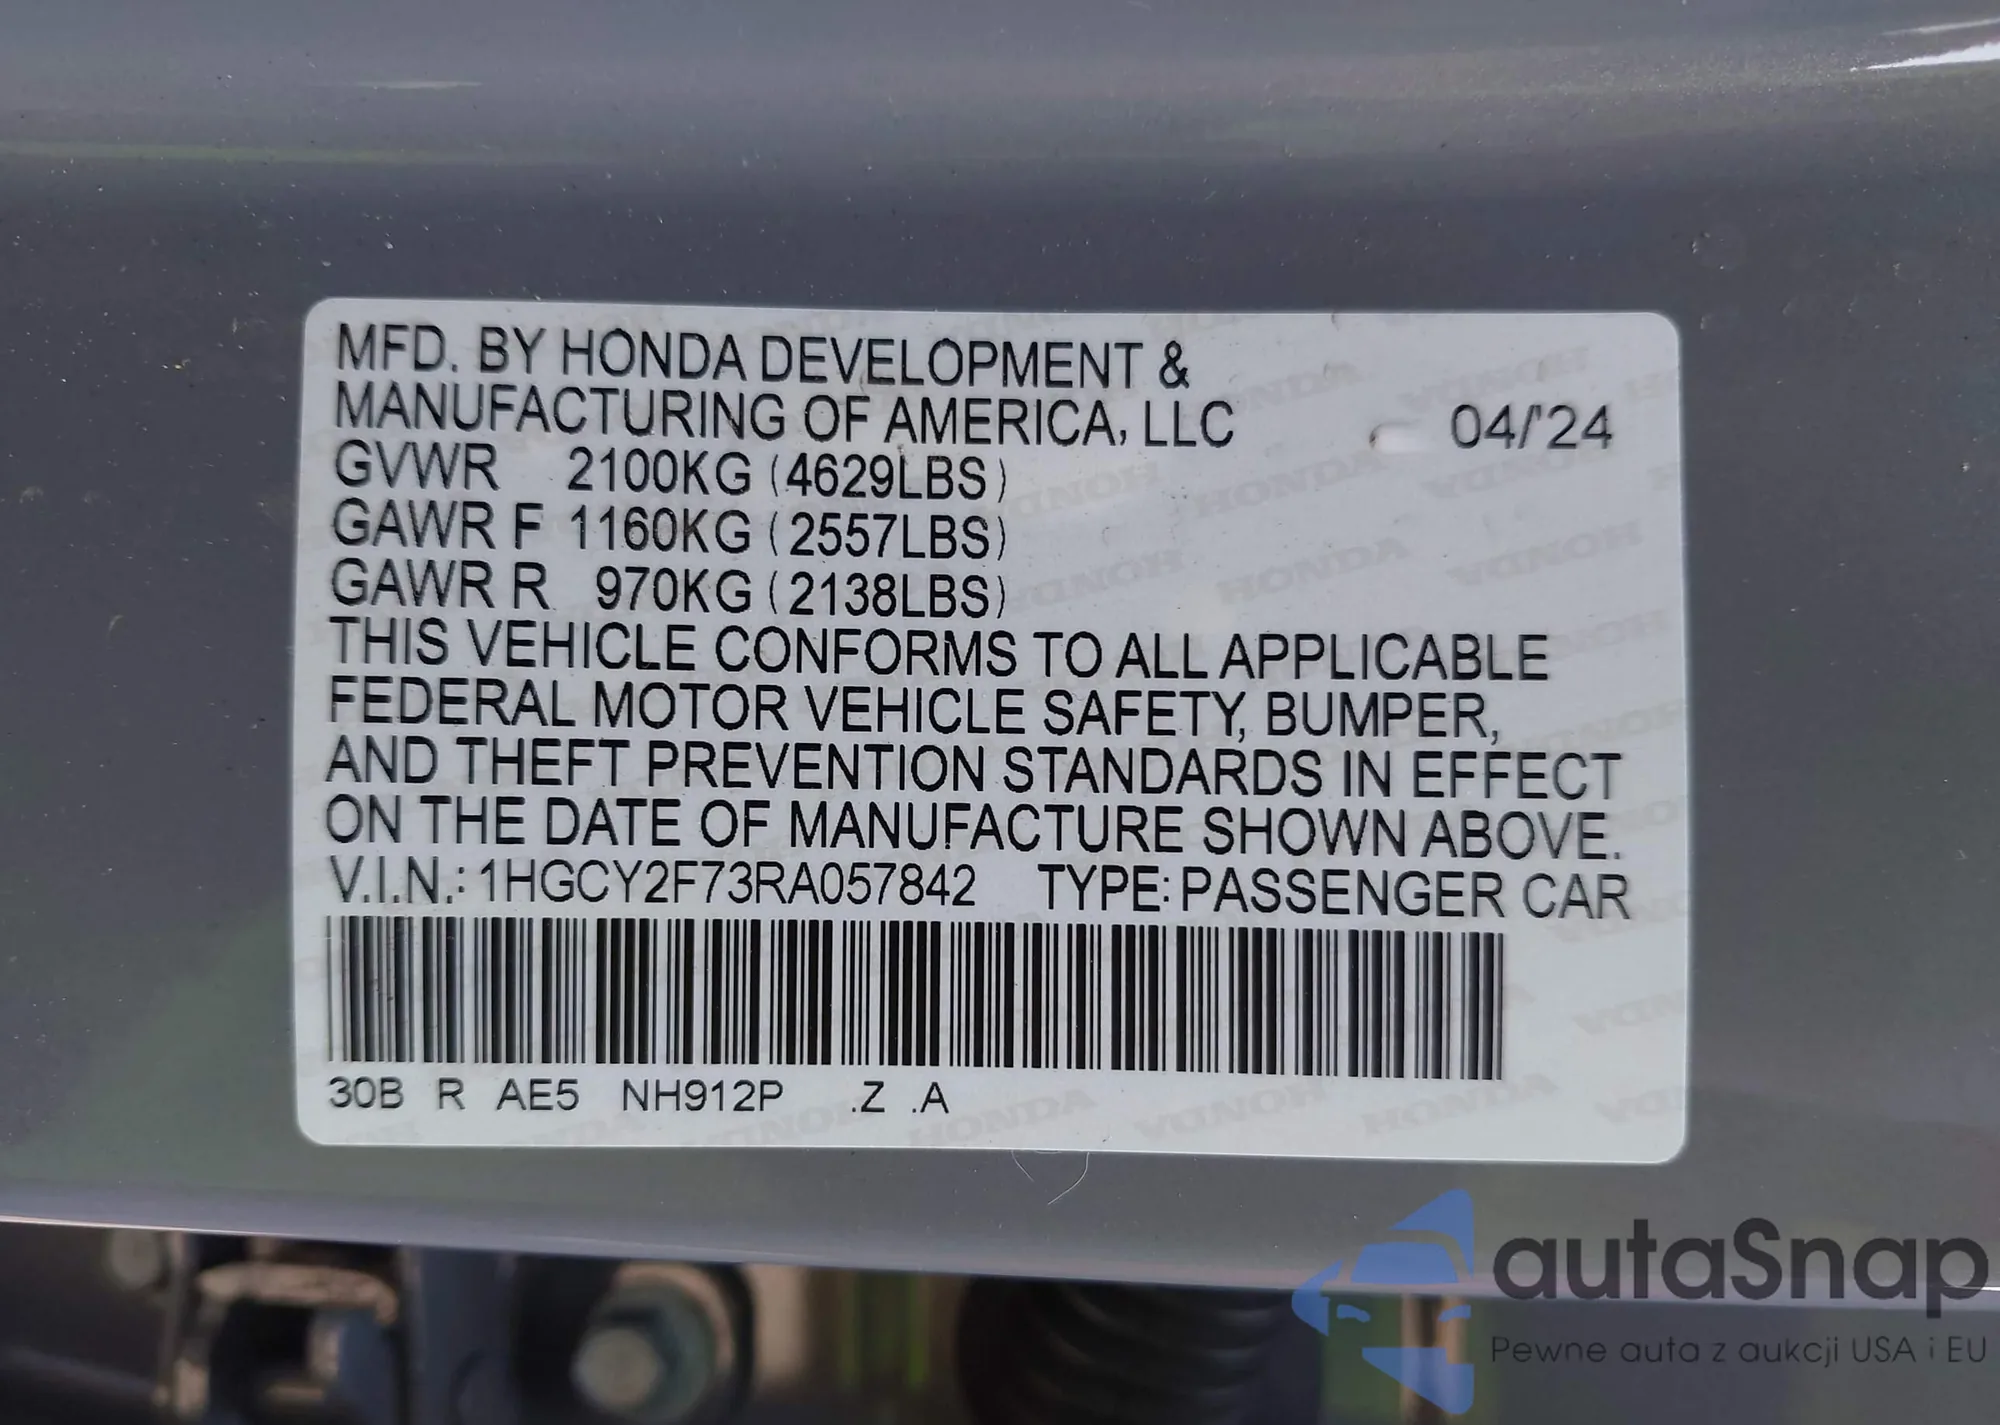 MFD. BY HONDA DEVELOPMENT &
MANUFACTURING OF AMERICA, LLC 04/'24
GVWR 2100KG (4629LBS)
GAWR F 1160KG (2557LBS)
GAWR R 970KG (2138LBS)
THIS VEHICLE CONFORMS TO ALL APPLICABLE
FEDERAL MOTOR VEHICLE SAFETY, BUMPER,
AND THEFT PREVENTION STANDARDS IN EFFECT
ON THE DATE OF MANUFACTURE SHOWN ABOVE.
V.I.N.: 1HGCY2F73RA057842 TYPE: PASSENGER CAR
30B R AE5 NH912P .Z .A
autaSnap
Pewne auta z aukcji USA i EU